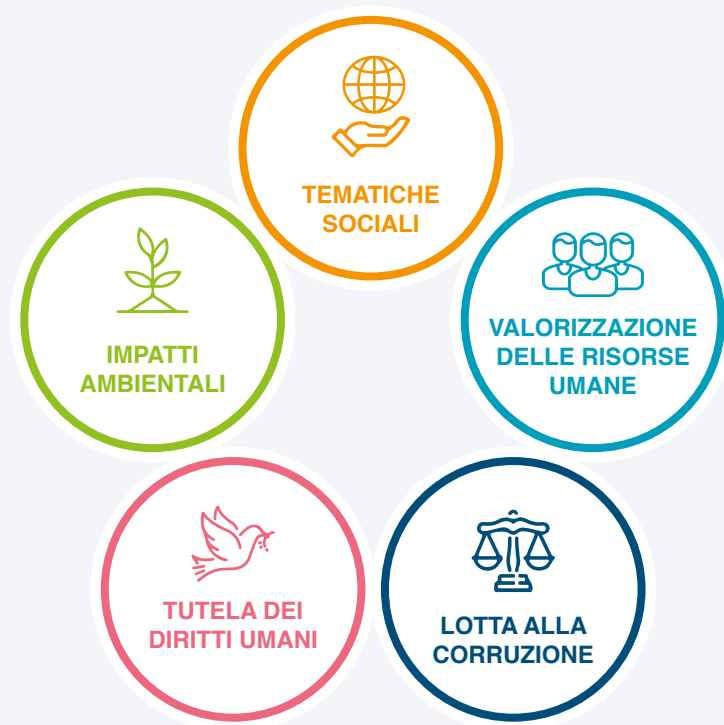 TEMATICHE
SOCIALI
IMPATTI
AMBIENTALI
VALORIZZAZIONE
DELLE RISORSE
UMANE
TUTELA DEI
DIRITTI UMANI
LOTTA ALLA
CORRUZIONE